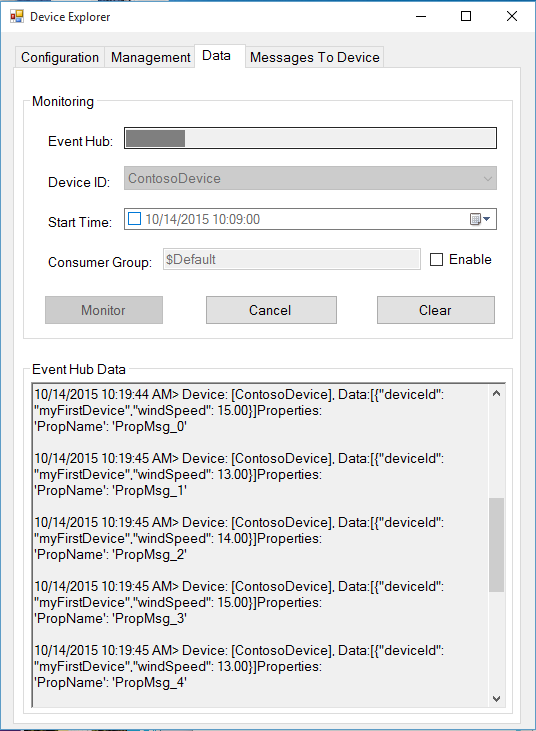 Device Explorer
Configuration Management Data Messages To Device
Monitoring
Event Hub:
Device ID: ContosoDevice
Start Time: 10/14/2015 10:09:00
Consumer Group: $Default Enable
Monitor Cancel Clear
Event Hub Data
10/14/2015 10:19:44 AM> Device: [ContosoDevice], Data:[{"deviceId":
"myFirstDevice","windSpeed": 15.00}]Properties:
'PropName': 'PropMsg_0'
10/14/2015 10:19:45 AM> Device: [ContosoDevice], Data:[{"deviceId":
"myFirstDevice","windSpeed": 13.00}]Properties:
'PropName': 'PropMsg_1'
10/14/2015 10:19:45 AM> Device: [ContosoDevice], Data:[{"deviceId":
"myFirstDevice","windSpeed": 14.00}]Properties:
'PropName': 'PropMsg_2'
10/14/2015 10:19:45 AM> Device: [ContosoDevice], Data:[{"deviceId":
"myFirstDevice","windSpeed": 15.00}]Properties:
'PropName': 'PropMsg_3'
10/14/2015 10:19:45 AM> Device: [ContosoDevice], Data:[{"deviceId":
"myFirstDevice","windSpeed": 13.00}]Properties:
'PropName': 'PropMsg_4'